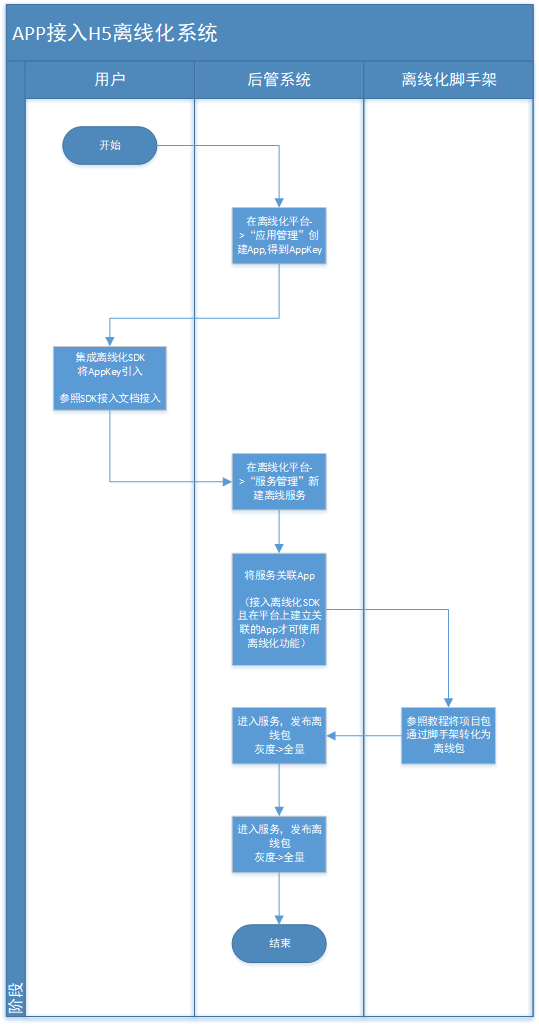 APP接入H5离线化系统
用户
后管系统
离线化脚手架
开始
在离线化平台-
>“应用管理”创
建App,得到AppKey
集成离线化SDK
将AppKey引入
参照SDK接入文档接入
在离线化平台-
>“服务管理”新
建离线服务
将服务关联App
（接入离线化SDK
且在平台上建立关
联的App才可使用
离线化功能）
参照教程将项目包
通过脚手架转化为
离线包
进入服务，发布离
线包
灰度->全量
进入服务，发布离
线包
灰度->全量
结束
阶段